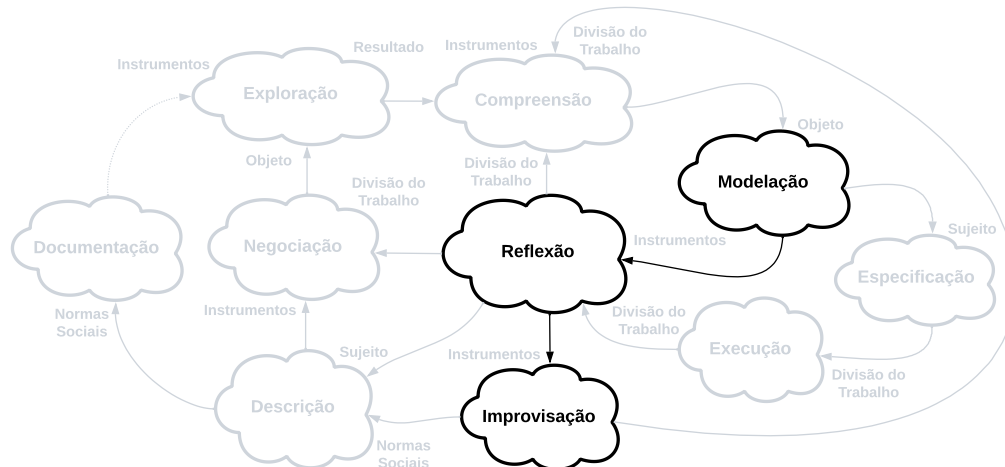 Divisão do
Trabalho
Resultado
Instrumentos
Instrumentos
Exploração
Compreensão
Objeto
Objeto
Divisão do
Trabalho
Divisão do
Trabalho
Modelação
Documentação
Negociação
Reflexão
Instrumentos
Sujeito
Especificação
Normas
Sociais
Instrumentos
Divisão do
Trabalho
Sujeito
Instrumentos
Execução
Divisão do
Trabalho
Descrição
Improvisação
Normas
Sociais